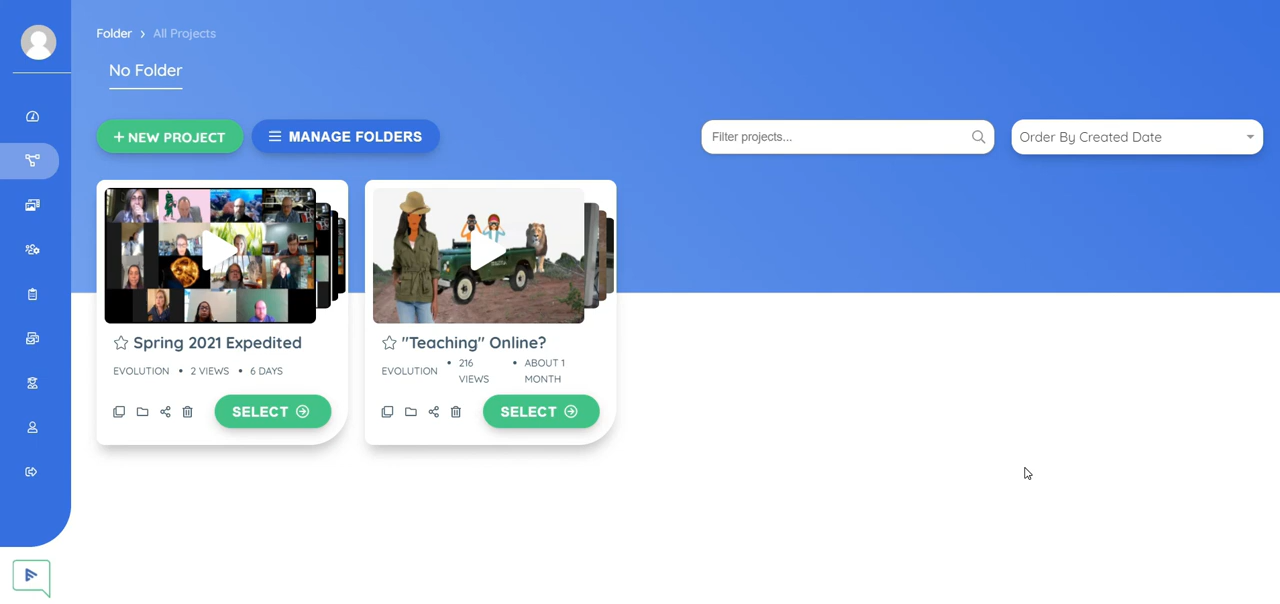 Folder › All Projects
No Folder
+ NEW PROJECT
MANAGE FOLDERS
Filter projects...
Order By Created Date
Spring 2021 Expedited
EVOLUTION • 2 VIEWS • 6 DAYS
SELECT
"Teaching" Online?
EVOLUTION • 216 • ABOUT 1
VIEWS MONTH
SELECT